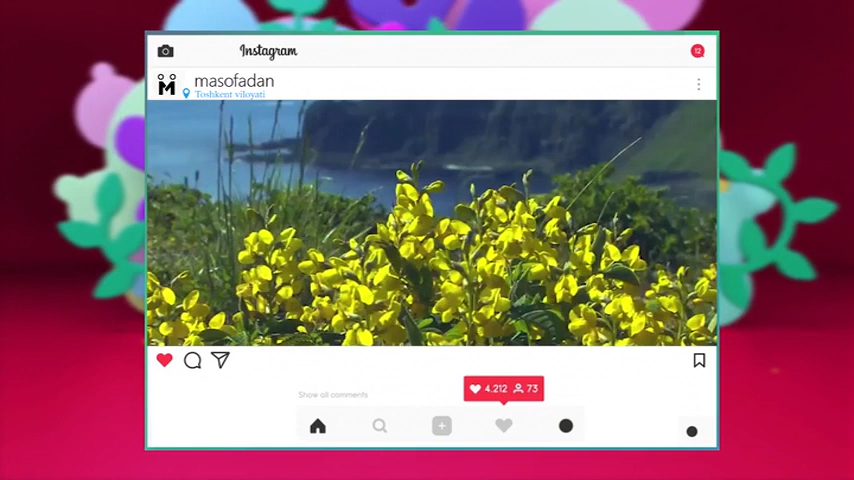 Instagram
12
M
masofadan
Toshkent viloyati
4.212 73
Show all comments